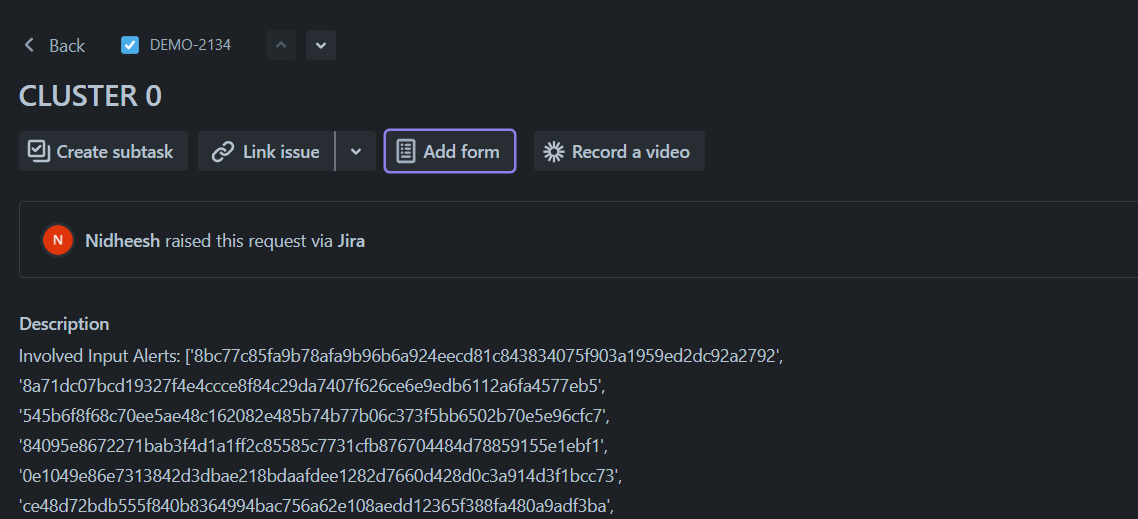 Back DEMO-2134
CLUSTER 0
Create subtask Link issue Add form Record a video
N Nidheesh raised this request via Jira
Description
Involved Input Alerts: ['8bc77c85fa9b78afa9b96b6a924eecd81c843834075f903a1959ed2dc92a2792',
'8a71dc07bcd19327f4e4ccce8f84c29da7407f626ce6e9edb6112a6fa4577eb5',
'545b6f8f68c70ee5ae48c162082e485b74b77b06c373f5bb6502b70e5e96cfc7',
'84095e8672271bab3f4d1a1ff2c85585c7731cfb876704484d78859155e1ebf1',
'0e1049e86e7313842d3dbae218bdaafdee1282d7660d428d0c3a914d3f1bcc73',
'ce48d72bdb555f840b8364994bac756a62e108aedd12365f388fa480a9adf3ba',